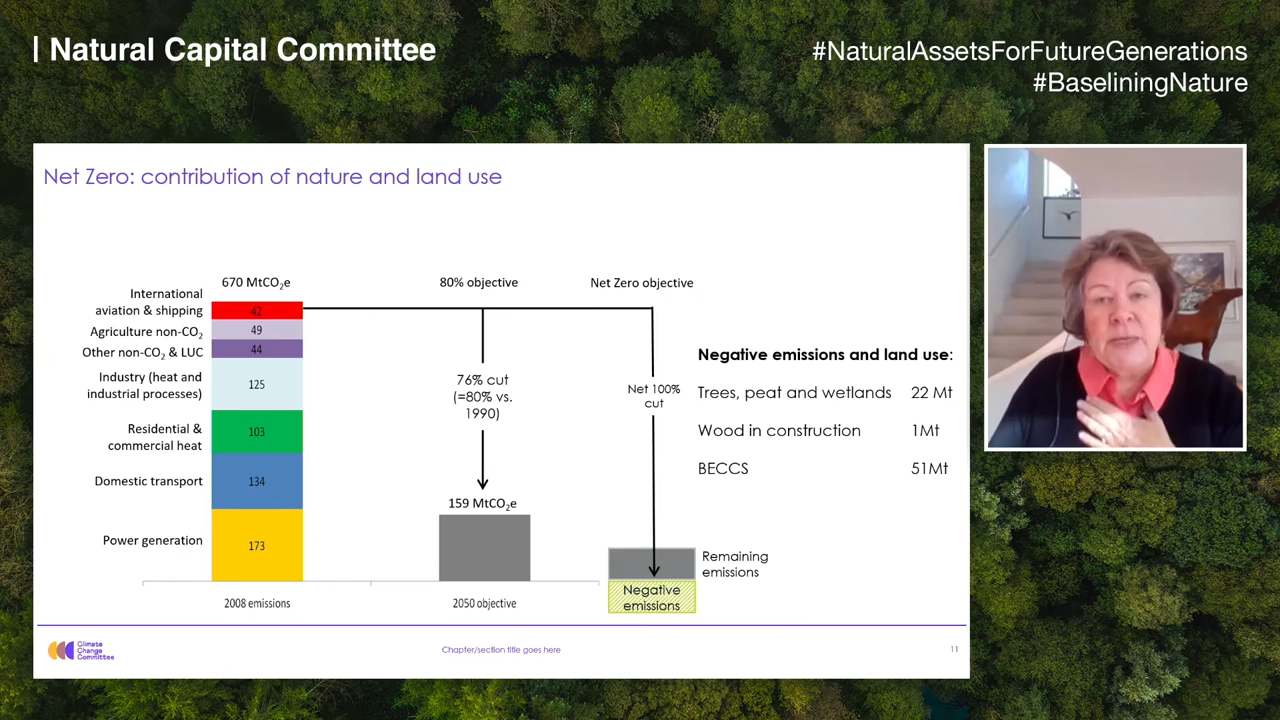 | Natural Capital Committee
#NaturalAssetsForFutureGenerations
#BaseliningNature
Net Zero: contribution of nature and land use
670 MtCO₂e
80% objective
Net Zero objective
International
aviation & shipping
42
Agriculture non-CO₂
49
Other non-CO₂ & LUC
44
Industry (heat and
industrial processes)
125
Residential &
commercial heat
103
Domestic transport
134
Power generation
173
2008 emissions
76% cut
(=80% vs.
1990)
159 MtCO₂e
2050 objective
Net 100%
cut
Remaining
emissions
Negative
emissions
Negative emissions and land use:
Trees, peat and wetlands 22 Mt
Wood in construction 1Mt
BECCS 51Mt
Climate
Change
Committee
Chapter/section title goes here
11